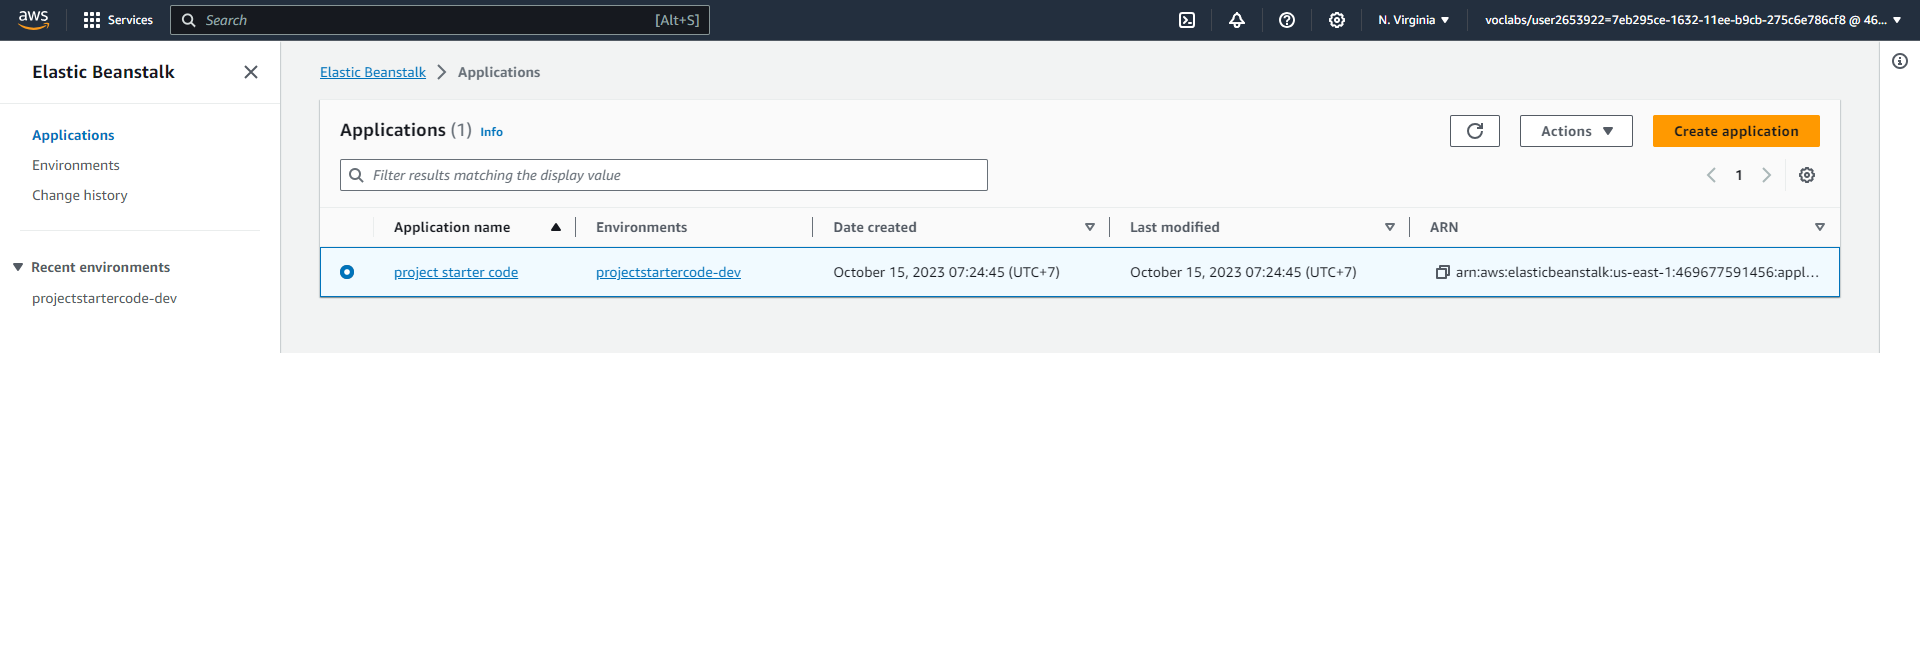 aws
Services
Search
[Alt+S]
N. Virginia
voclabs/user2653922=7eb295ce-1632-11ee-b9cb-275c6e786cf8 @ 46...
Elastic Beanstalk
Applications
Environments
Change history
Recent environments
projectstartercode-dev
Elastic Beanstalk
Applications
Applications (1) Info
Actions
Create application
Filter results matching the display value
1
Application name
Environments
Date created
Last modified
ARN
project starter code
projectstartercode-dev
October 15, 2023 07:24:45 (UTC+7)
October 15, 2023 07:24:45 (UTC+7)
arn:aws:elasticbeanstalk:us-east-1:469677591456:appl...